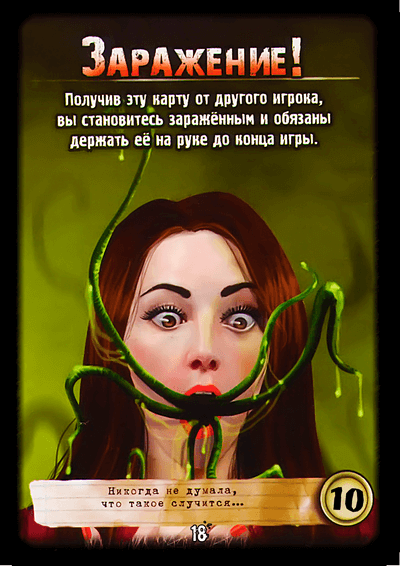 Заражение!
Получив эту карту от другого игрока,
вы становитесь заражённым и обязаны
держать её на руке до конца игры.
Никогда не думала,
что такое случится...
10
18